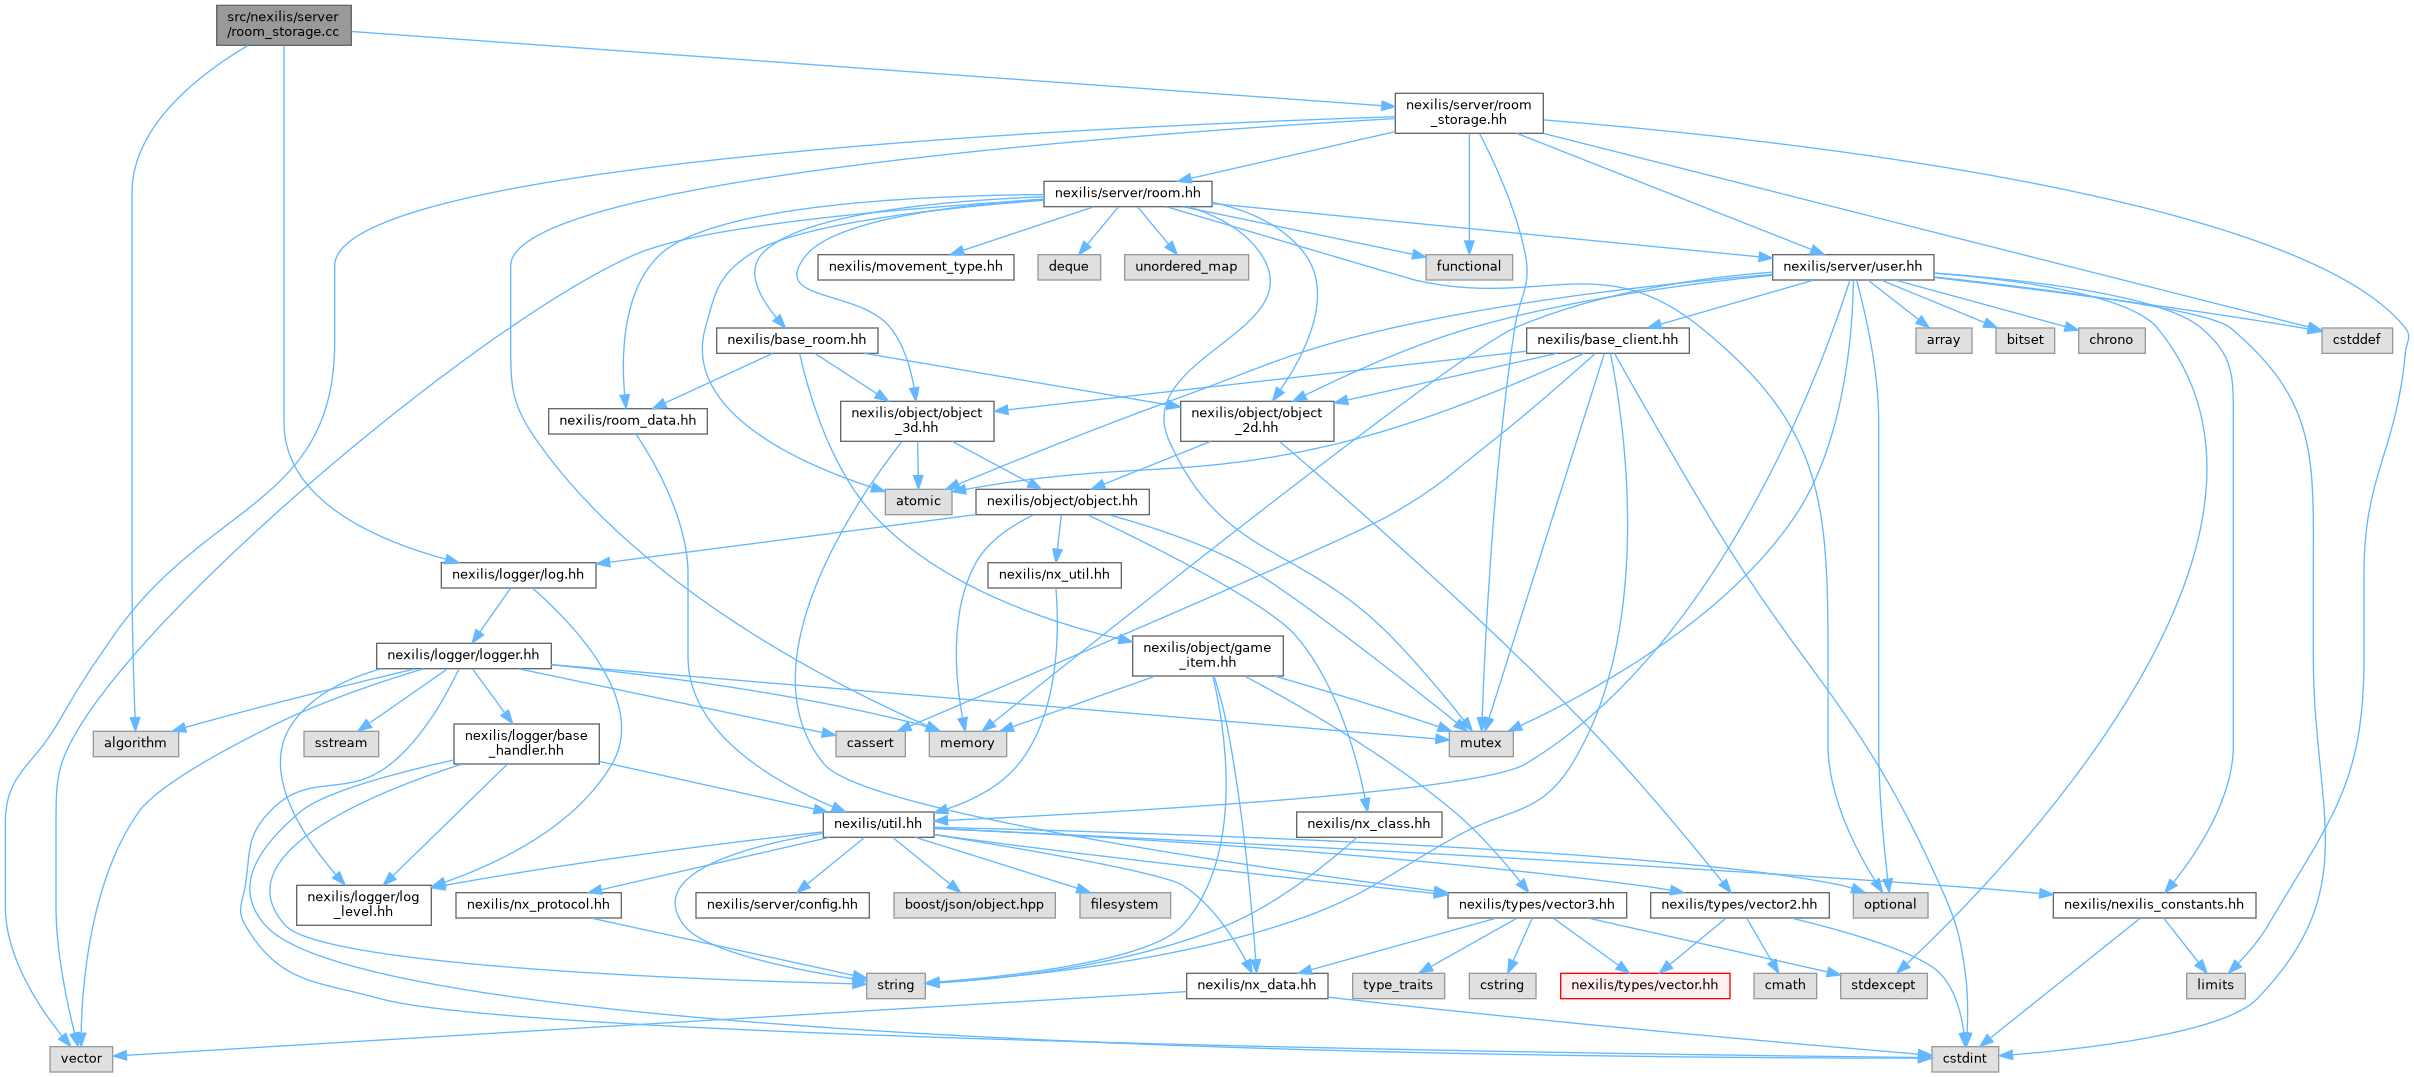 src/nexilis/server
/room_storage.cc
nexilis/server/room
_storage.hh
nexilis/server/room.hh
nexilis/movement_type.hh
deque
unordered_map
functional
nexilis/server/user.hh
nexilis/base_room.hh
nexilis/base_client.hh
array
bitset
chrono
cstddef
nexilis/room_data.hh
nexilis/object/object
_3d.hh
nexilis/object/object
_2d.hh
atomic
nexilis/object/object.hh
nexilis/logger/log.hh
nexilis/nx_util.hh
nexilis/logger/logger.hh
nexilis/object/game
_item.hh
algorithm
sstream
nexilis/logger/base
_handler.hh
cassert
memory
mutex
nexilis/util.hh
nexilis/nx_class.hh
nexilis/logger/log
_level.hh
nexilis/nx_protocol.hh
nexilis/server/config.hh
boost/json/object.hpp
filesystem
nexilis/types/vector3.hh
nexilis/types/vector2.hh
optional
nexilis/nexilis_constants.hh
string
nexilis/nx_data.hh
type_traits
cstring
nexilis/types/vector.hh
cmath
stdexcept
limits
vector
cstdint